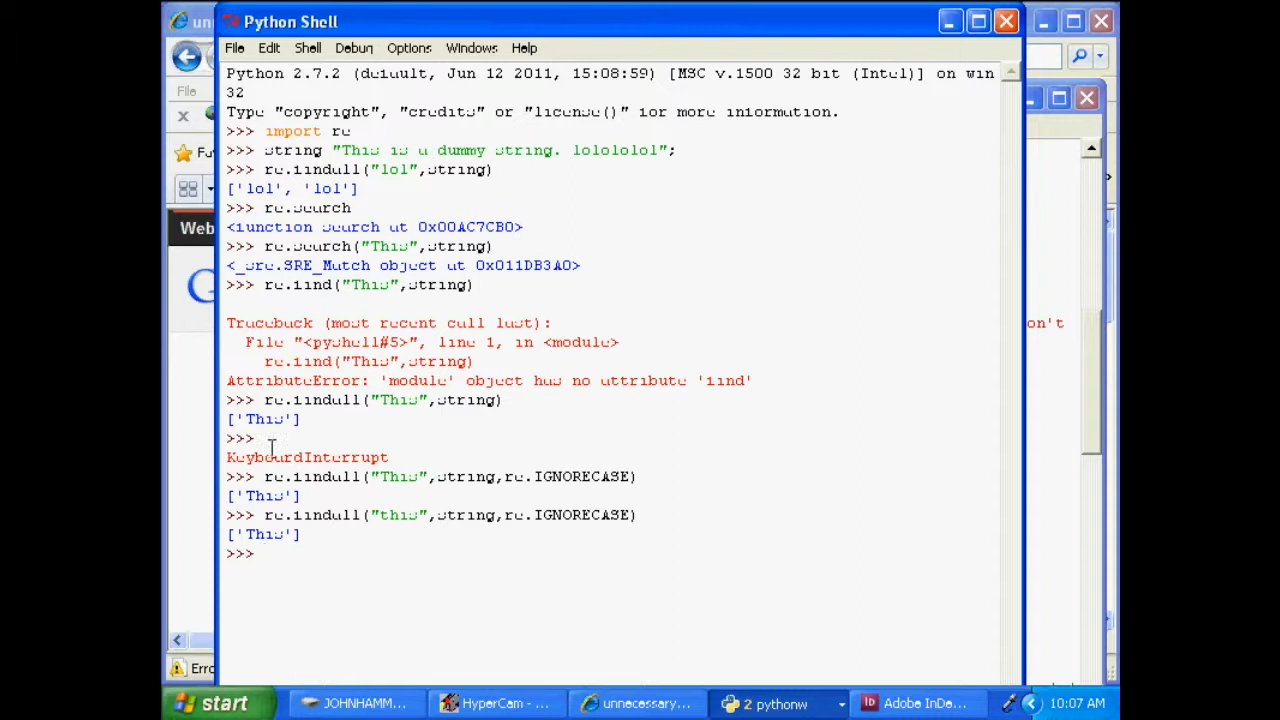 Python Shell
File Edit Shell Debug Options Windows Help
Python 2.7.2 (default, Jun 12 2011, 15:08:59) [MSC v.1500 32 bit (Intel)] on win
32
Type "copyright", "credits" or "license()" for more information.
>>> import re
>>> string "This is a dummy string. lolololol";
>>> re.findall("lol",string)
['lol', 'lol']
>>> re.search
<function search at 0x00AC7CB0>
>>> re.search("This",string)
<_sre.SRE_Match object at 0x011DB3A0>
>>> re.find("This",string)
Traceback (most recent call last):
File "<pyshell#5>", line 1, in <module>
re.find("This",string)
AttributeError: 'module' object has no attribute 'find'
>>> re.findall("This",string)
['This']
>>>
KeyboardInterrupt
>>> re.findall("This",string,re.IGNORECASE)
['This']
>>> re.findall("this",string,re.IGNORECASE)
['This']
>>>
un
File
x
Fa
Web
G
on't
Erro
start
JOHNHAMM...
HyperCam - ...
unnecessary...
2 pythonw
Adobe InDe...
10:07 AM